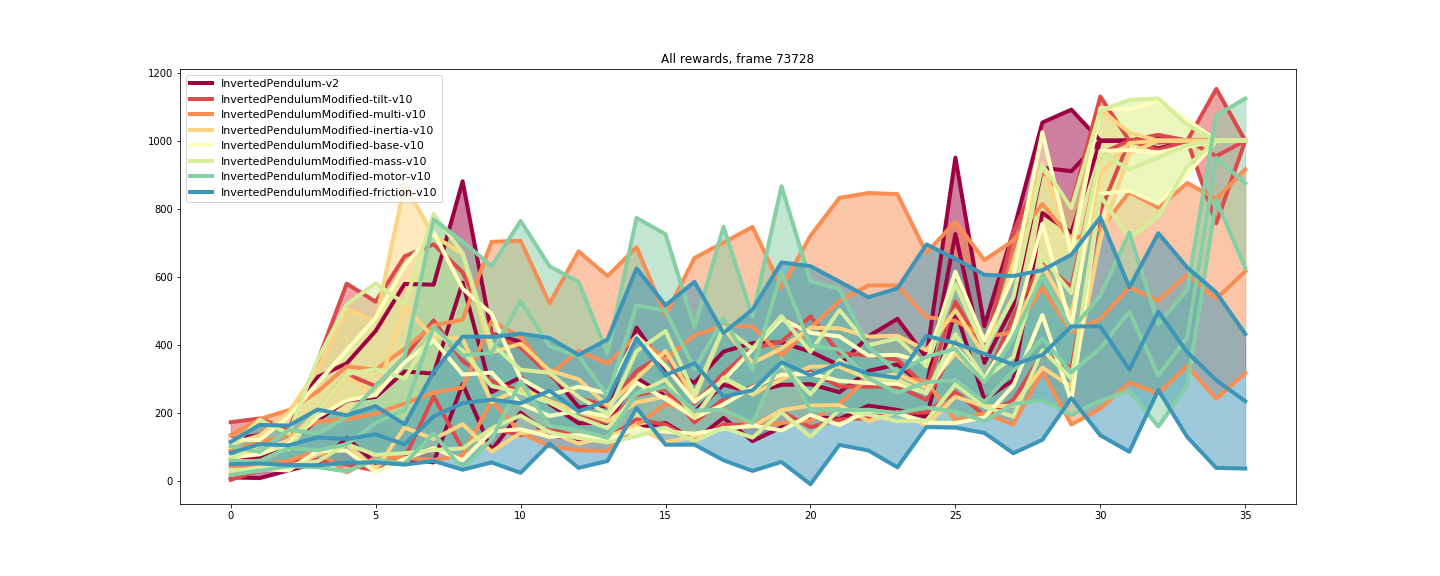 All rewards, frame 73728
1200
1000
800
600
400
200
0
InvertedPendulum-v2
InvertedPendulumModified-tilt-v10
InvertedPendulumModified-multi-v10
InvertedPendulumModified-inertia-v10
InvertedPendulumModified-base-v10
InvertedPendulumModified-mass-v10
InvertedPendulumModified-motor-v10
InvertedPendulumModified-friction-v10
0 5 10 15 20 25 30 35